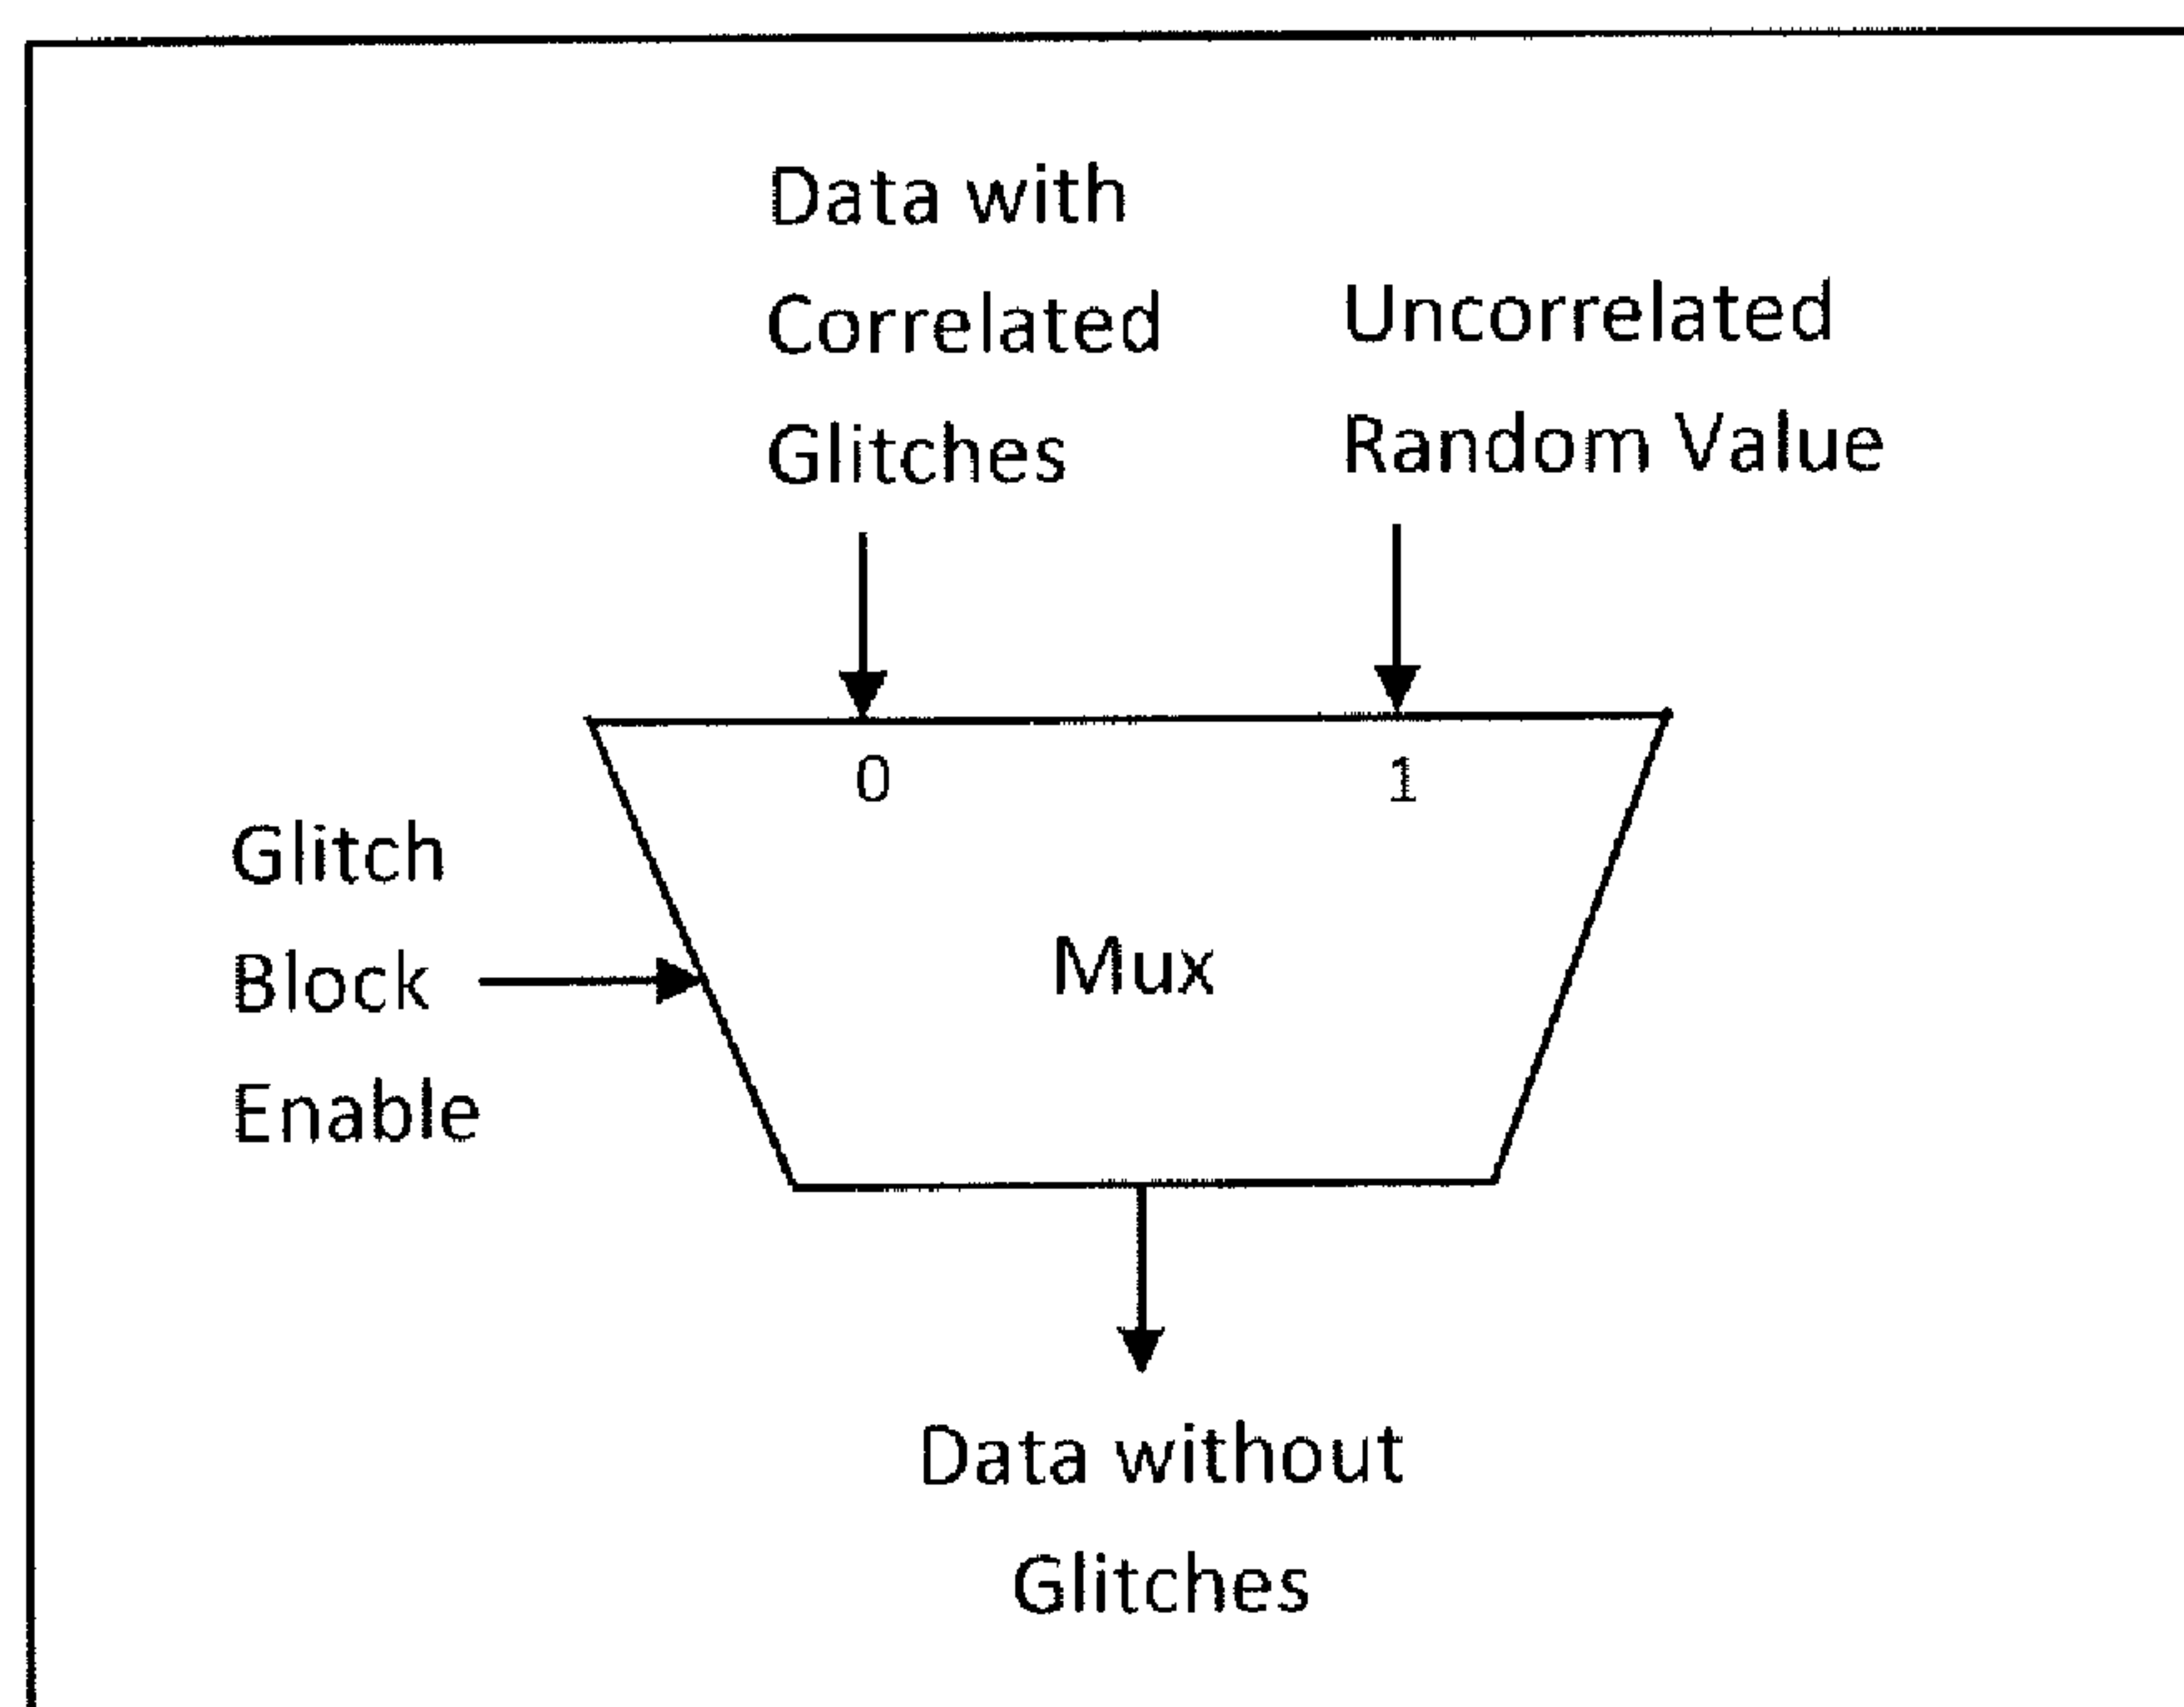 Data with
Correlated
Glitches
Uncorrelated
Random Value
0
1
Glitch
Block
Enable
Mux
Data without
Glitches